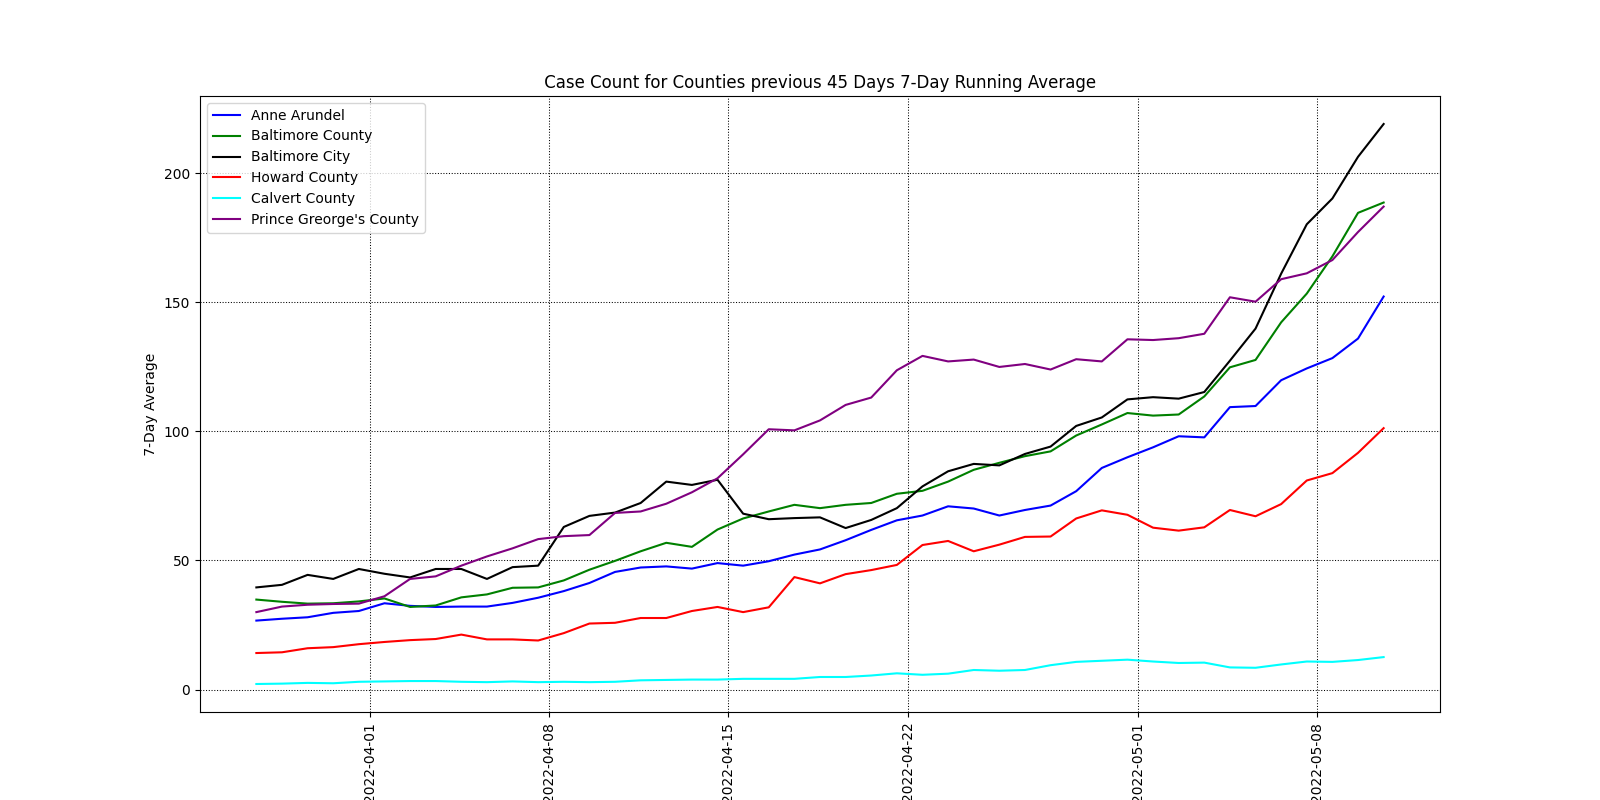 Case Count for Counties previous 45 Days 7-Day Running Average
Anne Arundel
Baltimore County
Baltimore City
Howard County
Calvert County
Prince Greorge's County
7-Day Average
200
150
100
50
0
2022-04-01
2022-04-08
2022-04-15
2022-04-22
2022-05-01
2022-05-08